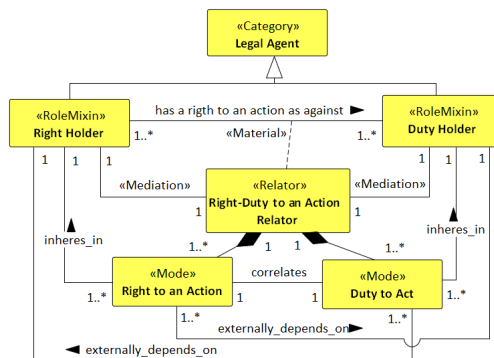 «Category»
Legal Agent
«RoleMixin»
Right Holder
has a rigth to an action as against
«RoleMixin»
Duty Holder
1..*
«Material»
1..*
1
1
1
1
1
1
«Mediation»
«Relator»
Right-Duty to an Action
Relator
«Mediation»
1
1
inheres_in
1..*
1
1
1..*
inheres_in
«Mode»
Right to an Action
correlates
«Mode»
Duty to Act
1..*
1
1
1..*
1..*
externally_depends_on
1..*
externally_depends_on